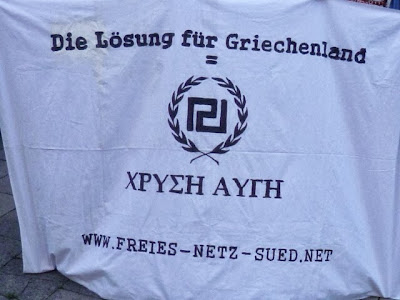 Die Lösung für Griechenland
=
ΧΡΥΣΗ ΑΥΓΗ
WWW.FREIES-NETZ-SUED.NET